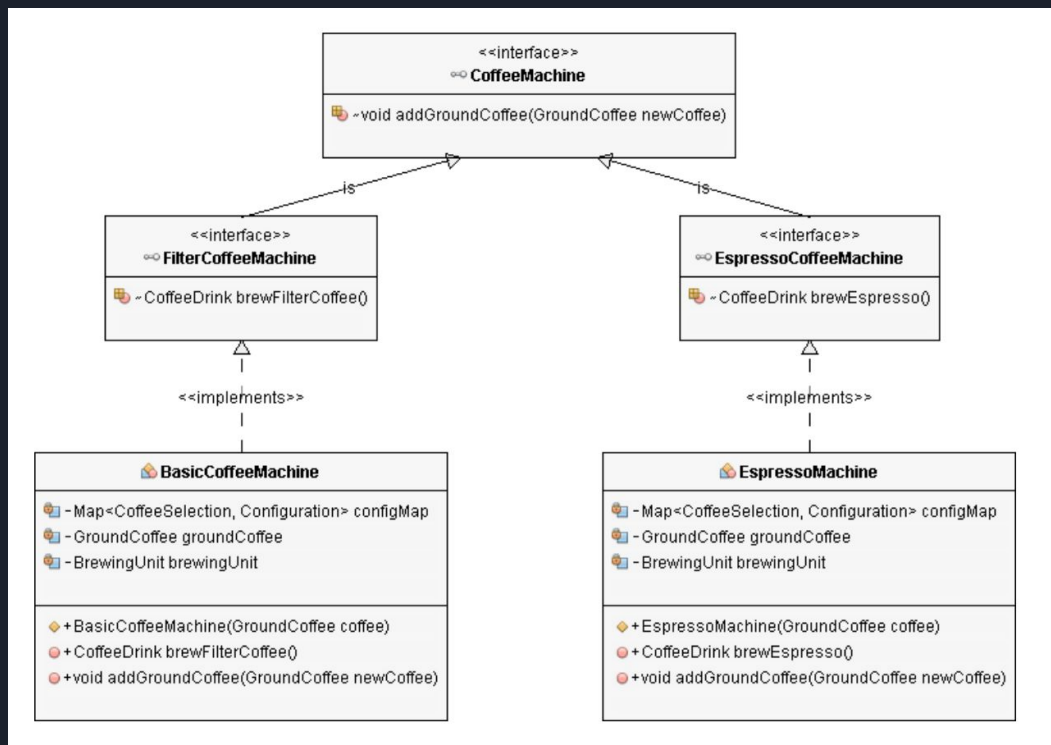 <<interface>>
CoffeeMachine
~void addGroundCoffee(GroundCoffee newCoffee)
is
is
<<interface>>
FilterCoffeeMachine
~CoffeeDrink brewFilterCoffee()
<<interface>>
EspressoCoffeeMachine
~CoffeeDrink brewEspresso()
<<implements>>
<<implements>>
BasicCoffeeMachine
-Map<CoffeeSelection, Configuration> configMap
-GroundCoffee groundCoffee
-BrewingUnit brewingUnit
+BasicCoffeeMachine(GroundCoffee coffee)
+CoffeeDrink brewFilterCoffee()
+void addGroundCoffee(GroundCoffee newCoffee)
EspressoMachine
-Map<CoffeeSelection, Configuration> configMap
-GroundCoffee groundCoffee
-BrewingUnit brewingUnit
+EspressoMachine(GroundCoffee coffee)
+CoffeeDrink brewEspresso()
+void addGroundCoffee(GroundCoffee newCoffee)